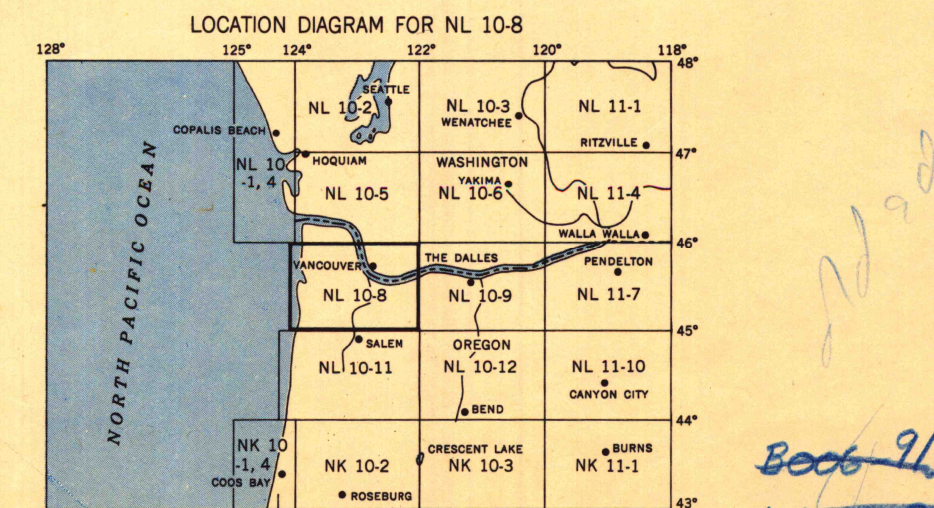 LOCATION DIAGRAM FOR NL 10-8
128° 125° 124° 122° 120° 118°
48°
SEATTLE
NL 10-2 NL 10-3 NL 11-1
WENATCHEE
COPALIS BEACH
RITZVILLE
47°
HOQUIAM WASHINGTON
NL 10
-1, 4
YAKIMA
NL 10-5 NL 10-6 NL 11-4
NORTH PACIFIC OCEAN
WALLA WALLA
46°
VANCOUVER THE DALLES PENDELTON
NL 10-8 NL 10-9 NL 11-7
45°
SALEM OREGON
NL 10-11 NL 10-12 NL 11-10
CANYON CITY
BEND
44°
NK 10
-1, 4
CRESCENT LAKE BURNS
NK 10-2 NK 10-3 NK 11-1
COOS BAY
ROSEBURG
43°